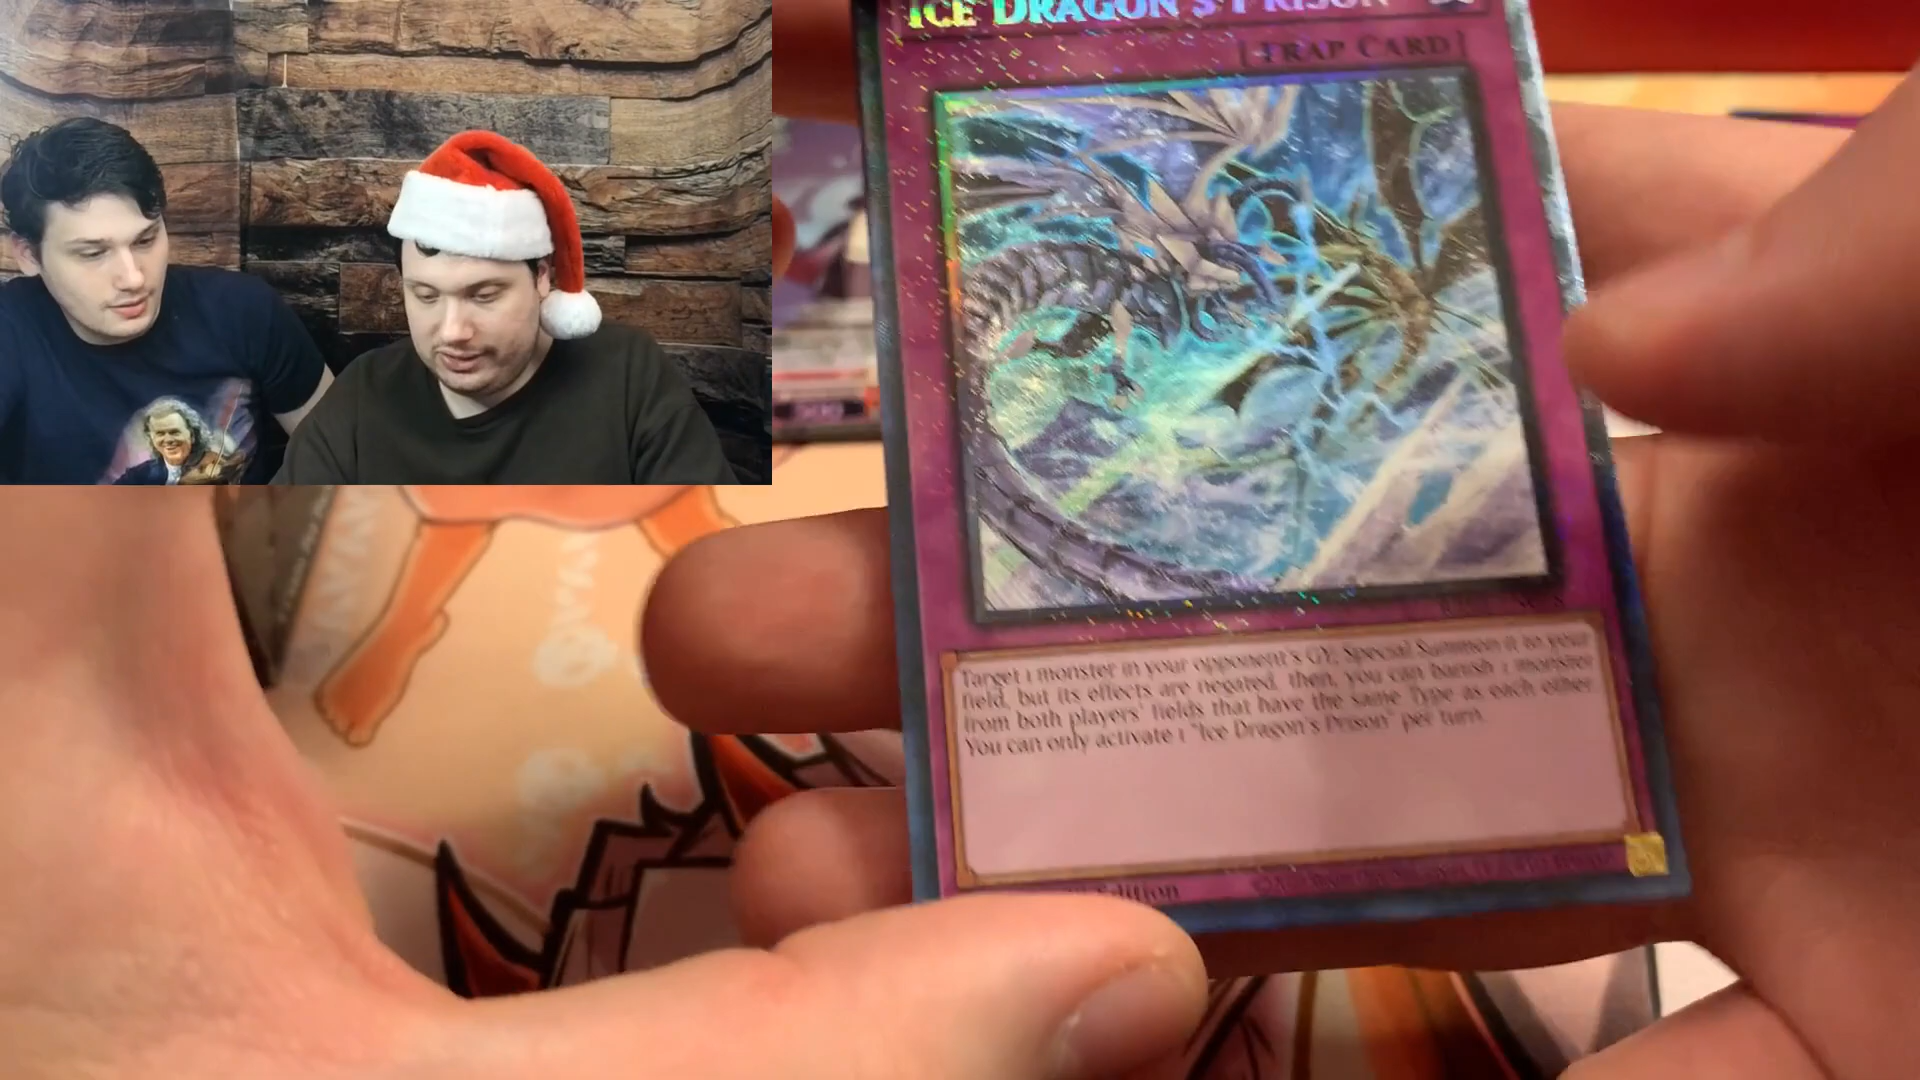 ICE DRAGON'S PRISON
[TRAP CARD]
Target 1 monster in your opponent's GY; Special Summon it to your
field, but its effects are negated, then, you can banish 1 monster
from both players' fields that have the Same Type as each other.
You can only activate 1 "Ice Dragon's Prison" per turn.
Edition